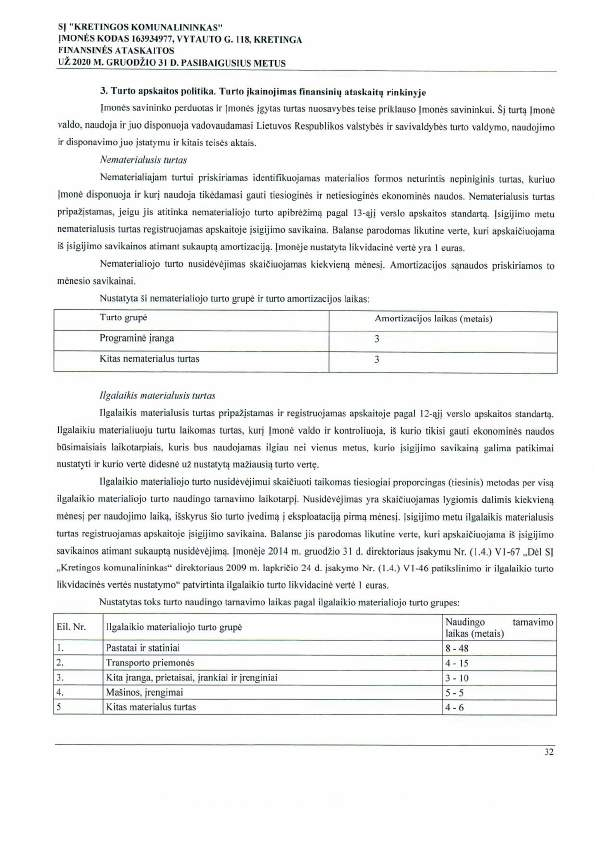 SĮ "KRETINGOS KOMUNALININKAS"
ĮMONĖS KODAS 163934977, VYTAUTO G. 118, KRETINGA
FINANSINĖS ATASKAITOS
UŽ 2020 M. GRUODŽIO 31 D. PASIBAIGUSIUS METUS
3. Turto apskaitos politika. Turto įkainojimas finansinių ataskaitų rinkinyje
Įmonės savininko perduotas ir Įmonės įgytas turtas nuosavybės teise priklauso Įmonės savininkui. Šį turtą Įmonė
valdo, naudoja ir juo disponuoja vadovaudamasi Lietuvos Respublikos valstybės ir savivaldybės turto valdymo, naudojimo
ir disponavimo juo įstatymu ir kitais teisės aktais.
Nematerialusis turtas
Nematerialiajam turtui priskiriamas identifikuojamas materialios formos neturintis nepiniginis turtas, kuriuo
Įmonė disponuoja ir kurį naudoja tikėdamasi gauti tiesioginės ir netiesioginės ekonominės naudos. Nematerialusis turtas
pripažįstamas, jeigu jis atitinka nematerialiojo turto apibrėžimą pagal 13-ąjį verslo apskaitos standartą. Įsigijimo metu
nematerialusis turtas registruojamas apskaitoje įsigijimo savikaina. Balanse parodomas likutine verte, kuri apskaičiuojama
iš įsigijimo savikainos atimant sukauptą amortizaciją. Įmonėje nustatyta likvidacinė vertė yra 1 euras.
Nematerialiojo turto nusidėvėjimas skaičiuojamas kiekvieną mėnesį. Amortizacijos sąnaudos priskiriamos to
mėnesio savikainai.
Nustatyta ši nematerialiojo turto grupė ir turto amortizacijos laikas:
Turto grupė Amortizacijos laikas (metais)
Programinė įranga 3
Kitas nematerialus turtas 3
Ilgalaikis materialusis turtas
Ilgalaikis materialusis turtas pripažįstamas ir registruojamas apskaitoje pagal 12-ąjį verslo apskaitos standartą.
Ilgalaikiu materialiuoju turtu laikomas turtas, kurį Įmonė valdo ir kontroliuoja, iš kurio tikisi gauti ekonominės naudos
būsimaisiais laikotarpiais, kuris bus naudojamas ilgiau nei vienus metus, kurio įsigijimo savikainą galima patikimai
nustatyti ir kurio vertė didesnė už nustatytą mažiausią turto vertę.
Ilgalaikio materialiojo turto nusidėvėjimui skaičiuoti taikomas tiesiogiai proporcingas (tiesinis) metodas per visą
ilgalaikio materialiojo turto naudingo tarnavimo laikotarpį. Nusidėvėjimas yra skaičiuojamas lygiomis dalimis kiekvieną
mėnesį per naudojimo laiką, išskyrus šio turto įvedimą į eksploataciją pirmą mėnesį. Įsigijimo metu ilgalaikis materialusis
turtas registruojamas apskaitoje įsigijimo savikaina. Balanse jis parodomas likutine verte, kuri apskaičiuojama iš įsigijimo
savikainos atimant sukauptą nusidėvėjimą. Įmonėje 2014 m. gruodžio 31 d. direktoriaus įsakymu Nr. (1.4.) V1-67 „Dėl SĮ
„Kretingos komunalininkas“ direktoriaus 2009 m. lapkričio 24 d. įsakymo Nr. (1.4.) V1-46 patikslinimo ir ilgalaikio turto
likvidacinės vertės nustatymo“ patvirtinta ilgalaikio turto likvidacinė vertė 1 euras.
Nustatytas toks turto naudingo tarnavimo laikas pagal ilgalaikio materialiojo turto grupes:
Eil. Nr. Ilgalaikio materialiojo turto grupė Naudingo tarnavimo
laikas (metais)
1. Pastatai ir statiniai 8 - 48
2. Transporto priemonės 4 - 15
3. Kita įranga, prietaisai, įrankiai ir įrenginiai 3 - 10
4. Mašinos, įrengimai 5 - 5
5 Kitas materialus turtas 4 - 6
32